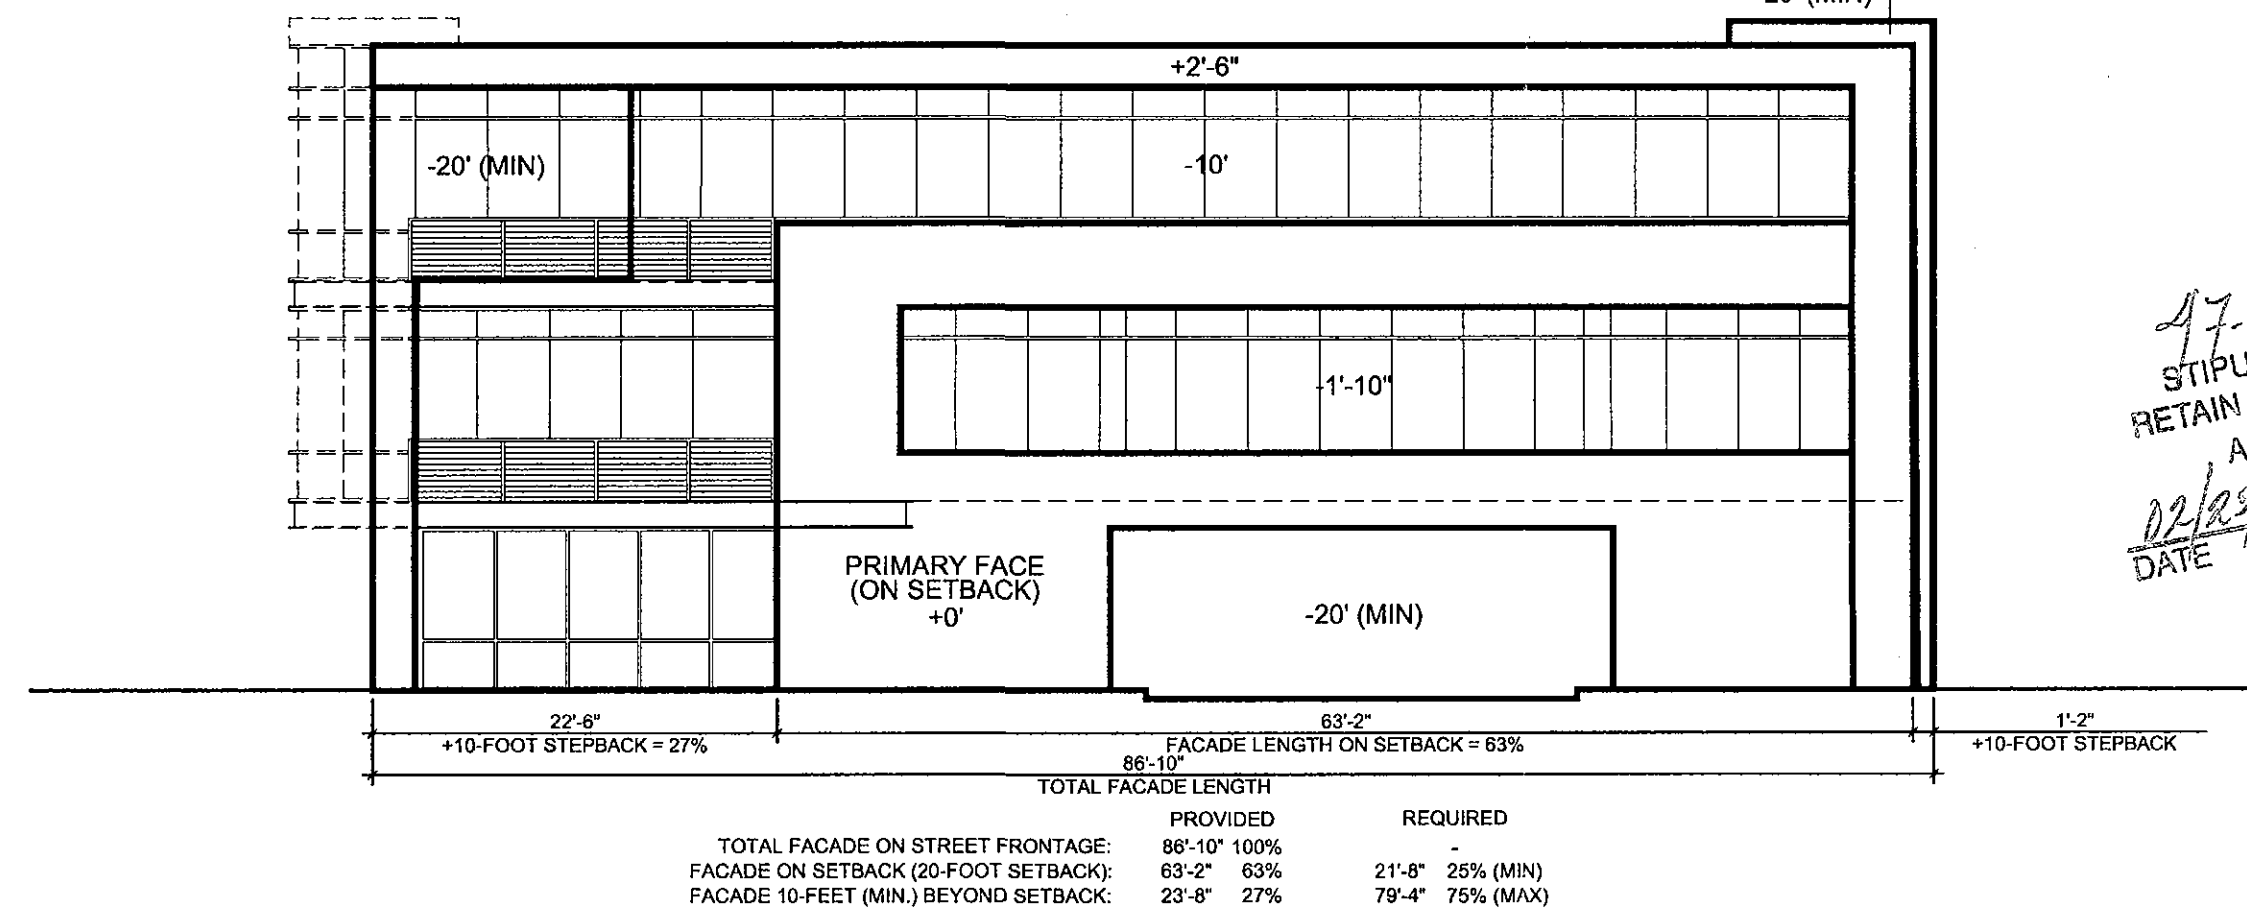 +2'-6"
-20' (MIN)
-10'
-1'-10"
PRIMARY FACE
(ON SETBACK)
+0'
-20' (MIN)
22'-6" 63'-2" 1'-2"
+10-FOOT STEPBACK = 27% FACADE LENGTH ON SETBACK = 63% +10-FOOT STEPBACK
86'-10"
TOTAL FACADE LENGTH
PROVIDED REQUIRED
TOTAL FACADE ON STREET FRONTAGE: 86'-10" 100% -
FACADE ON SETBACK (20-FOOT SETBACK): 63'-2" 63% 21'-8" 25% (MIN)
FACADE 10-FEET (MIN.) BEYOND SETBACK: 23'-8" 27% 79'-4" 75% (MAX)
RETAIN
DATE